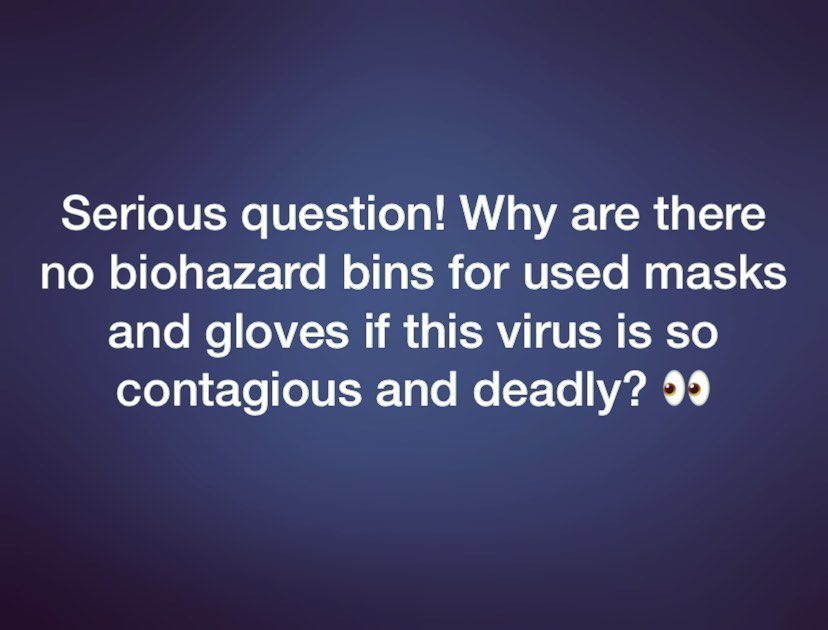 Serious question! Why are there
no biohazard bins for used masks
and gloves if this virus is so
contagious and deadly? 👀